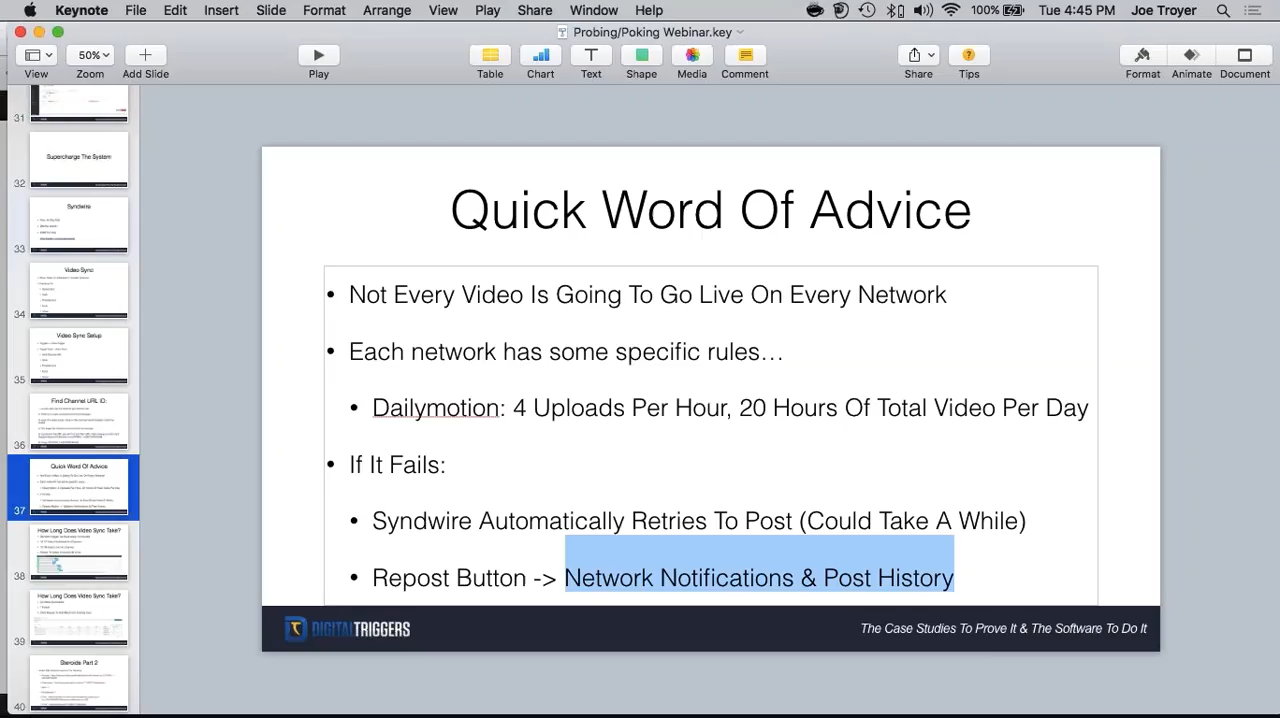 Keynote File Edit Insert Slide Format Arrange View Play Share Window Help 100% Tue 4:45 PM Joe Troyer
Probing/Poking Webinar.key
50%
View Zoom Add Slide Play Table Chart Text Shape Media Comment Share Tips Format Animate Document
31
Supercharge The System
32
Syndwire
33
Video Sync
34
Video Sync Setup
35
Find Channel URL ID:
36
Quick Word Of Advice
37
How Long Does Video Sync Take?
38
How Long Does Video Sync Take?
39
Steroids Part 2
40
Quick Word Of Advice
• Not Every Video Is Going To Go Live On Every Network
• Each network has some specific rules…
• Dailymotion Uploads Per Hour, 2 Hours Of Total Video Per Day
• If It Fails:
• Syndwire Automatically Retries To Post (Could Take A While)
• Repost Button -> Network Notifications & Post History
DIGITALTRIGGERS
The Case Studies To Prove It & The Software To Do It